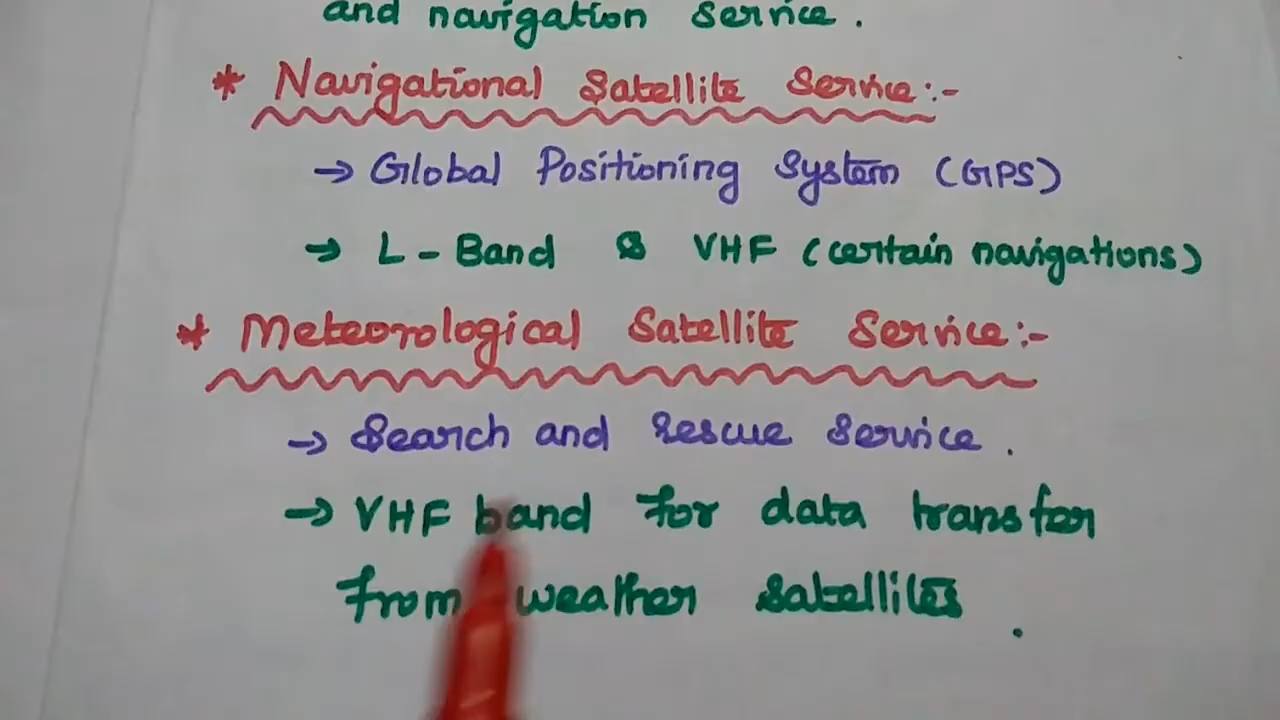 and navigation service.
* Navigational Satellite Service:-
→ Global Positioning System (GPS)
→ L-Band & VHF (certain navigations)
* Meteorological Satellite Service:-
→ Search and rescue service.
→ VHF band for data transfer
from weather satellites.